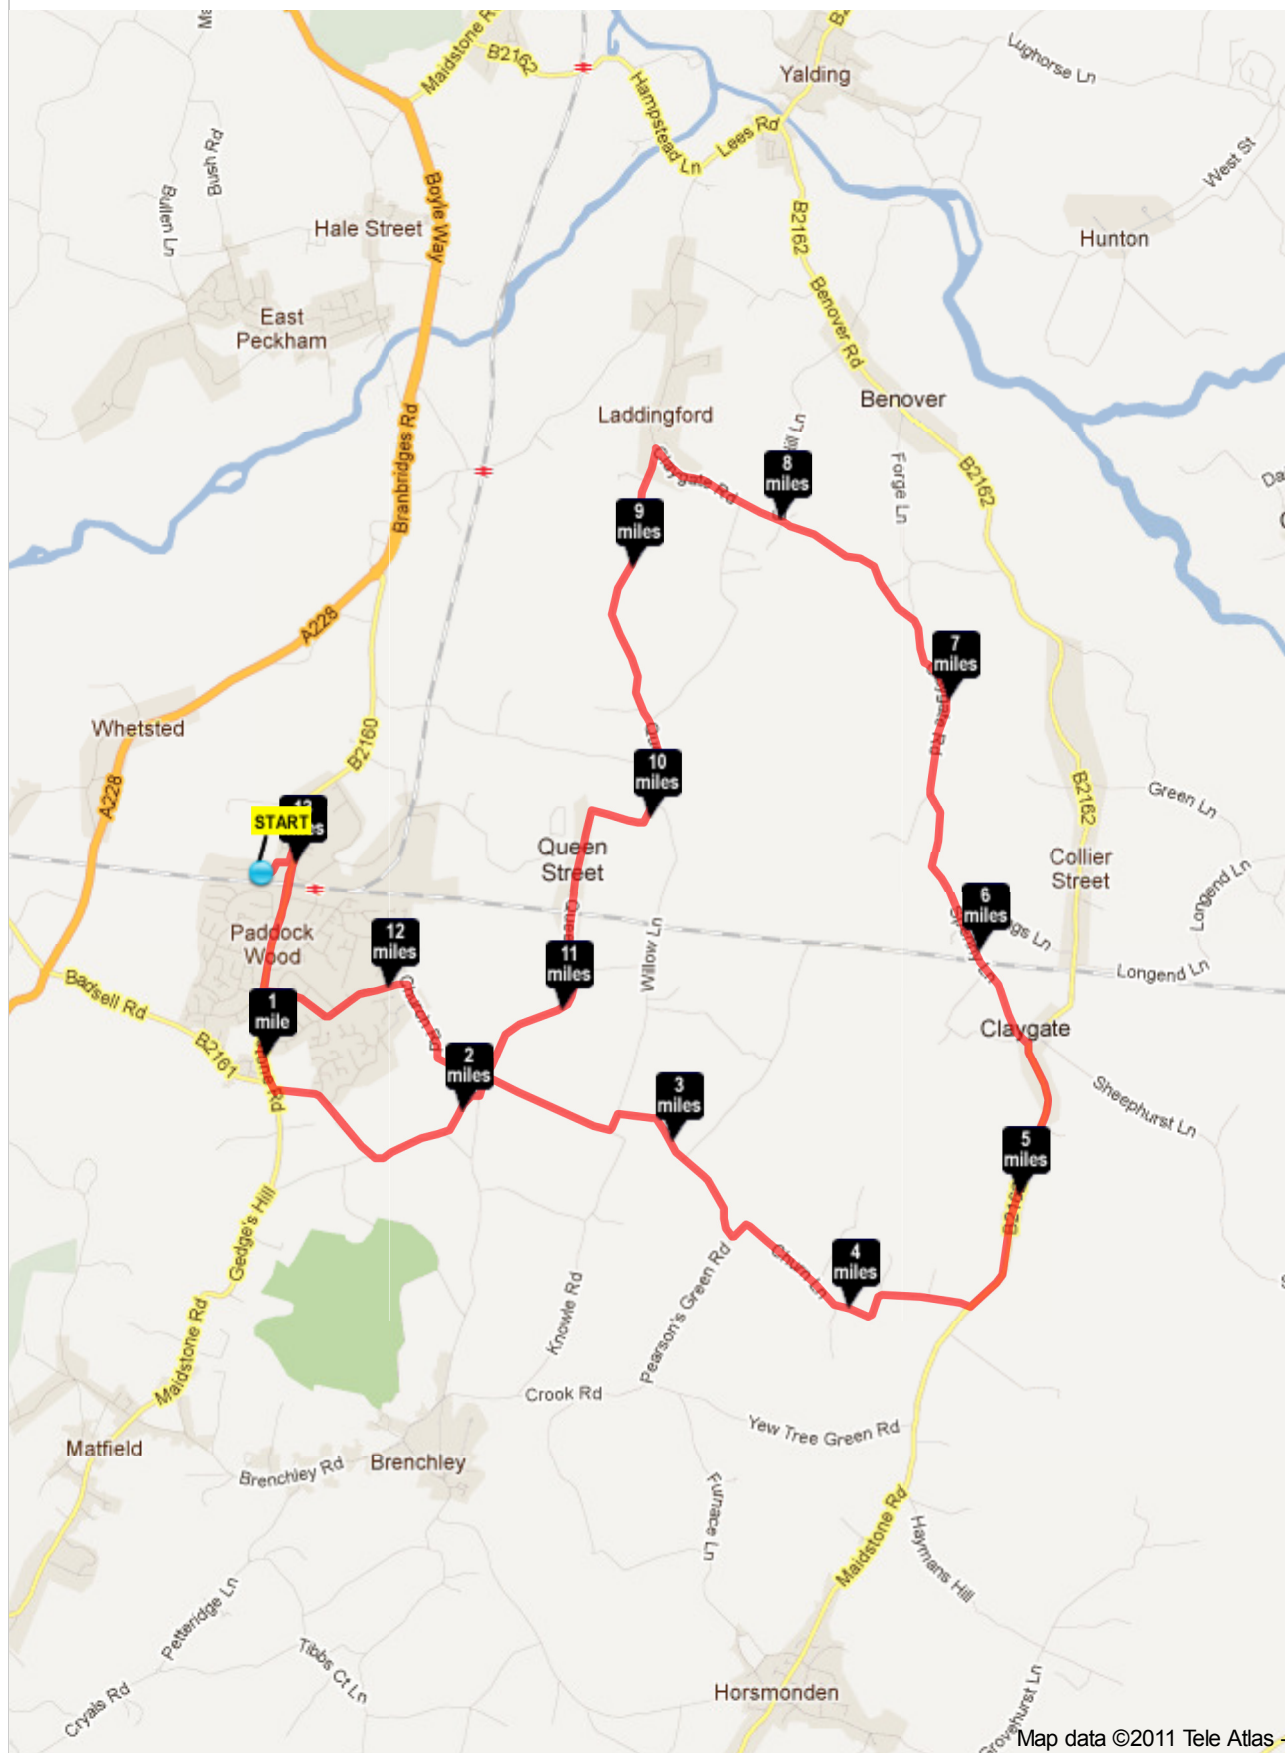 B2162
Maidstone R
B2162
Yalding
Lughorse Ln
Hampstead Ln
Lees Rd
West St
Bush Rd
Bullen Ln
Boyle Way
Hale Street
B2162
Hunton
East
Peckham
Benover Rd
Benover
Laddingford
Branbridges Rd
Claygate Rd
8
miles
Forge Ln
B2162
9
miles
A228
7
miles
Whetsted
B2160
10
miles
A228
B2162
Green Ln
START
Queen
Street
Collier
Street
Longend Ln
6
miles
Paddock
Wood
12
miles
11
miles
Willow Ln
Longend Ln
Badsell Rd
1
mile
Church Rd
Claygate
B2161
2
miles
3
miles
Sheephurst Ln
5
miles
Gedge's Hill
4
miles
Churn Ln
Pearson's Green Rd
Knowle Rd
Maidstone Rd
Crook Rd
Yew Tree Green Rd
Matfield
Brenchley Rd
Brenchley
Furnace Ln
Maidstone Rd
Haymans Hill
Petteridge Ln
Tibbs Ct Ln
Cryals Rd
Horsmonden
Grovehurst Ln
Map data ©2011 Tele Atlas -